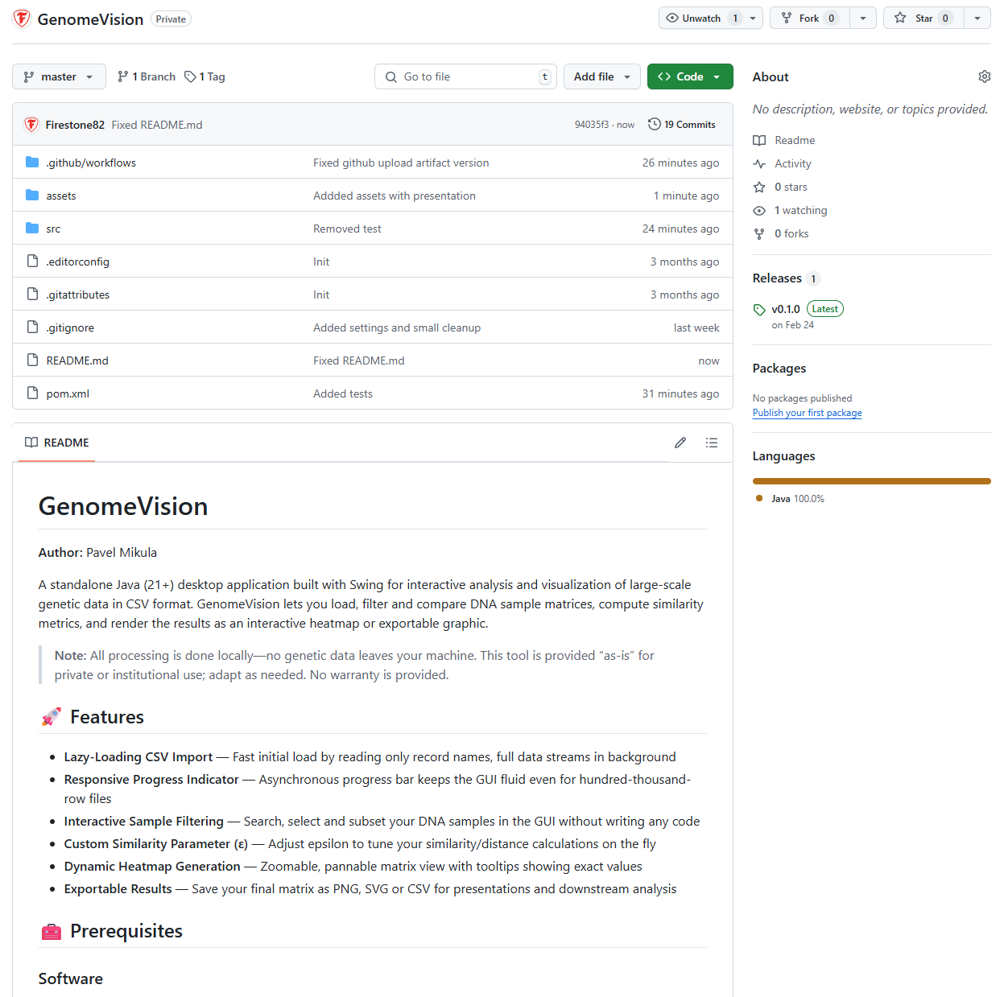 GenomeVision Private Unwatch 1 Fork 0 Star 0
master 1 Branch 1 Tag Go to file t Add file Code
Firestone82 Fixed README.md 94035f3 · now 19 Commits
.github/workflows Fixed github upload artifact version 26 minutes ago
assets Addded assets with presentation 1 minute ago
src Removed test 24 minutes ago
.editorconfig Init 3 months ago
.gitattributes Init 3 months ago
.gitignore Added settings and small cleanup last week
README.md Fixed README.md now
pom.xml Added tests 31 minutes ago
README
GenomeVision
Author: Pavel Mikula
A standalone Java (21+) desktop application built with Swing for interactive analysis and visualization of large-scale
genetic data in CSV format. GenomeVision lets you load, filter and compare DNA sample matrices, compute similarity
metrics, and render the results as an interactive heatmap or exportable graphic.
Note: All processing is done locally—no genetic data leaves your machine. This tool is provided “as-is” for
private or institutional use; adapt as needed. No warranty is provided.
🚀 Features
• Lazy-Loading CSV Import — Fast initial load by reading only record names, full data streams in background
• Responsive Progress Indicator — Asynchronous progress bar keeps the GUI fluid even for hundred-thousand-
row files
• Interactive Sample Filtering — Search, select and subset your DNA samples in the GUI without writing any code
• Custom Similarity Parameter (ε) — Adjust epsilon to tune your similarity/distance calculations on the fly
• Dynamic Heatmap Generation — Zoomable, pannable matrix view with tooltips showing exact values
• Exportable Results — Save your final matrix as PNG, SVG or CSV for presentations and downstream analysis
🧰 Prerequisites
Software
About
No description, website, or topics provided.
Readme
Activity
0 stars
1 watching
0 forks
Releases 1
v0.1.0 Latest
on Feb 24
Packages
No packages published
Publish your first package
Languages
Java 100.0%